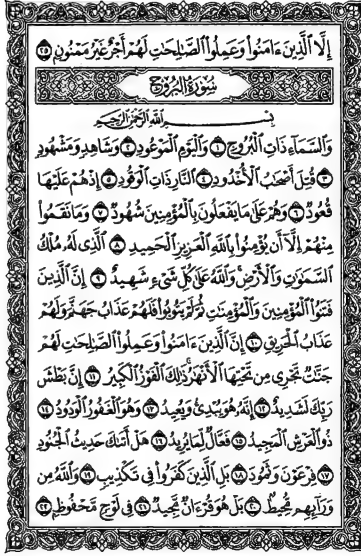 إِلَّا الَّذِينَ ءَامَنُوا وَعَمِلُوا الصَّٰلِحَٰتِ لَهُمْ أَجْرٌ غَيْرُ مَمْنُونٍ ٢٥
سُورَةُ الْبُرُوجِ
بِسْمِ اللَّهِ الرَّحْمَٰنِ الرَّحِيمِ
وَالسَّمَآءِ ذَاتِ الْبُرُوجِ ١ وَالْيَوْمِ الْمَوْعُودِ ٢ وَشَاهِدٍ وَمَشْهُودٍ
٣ قُتِلَ أَصْحَٰبُ الْأُخْدُودِ ٤ النَّارِ ذَاتِ الْوَقُودِ ٥ إِذْ هُمْ عَلَيْهَا
قُعُودٌ ٦ وَهُمْ عَلَىٰ مَا يَفْعَلُونَ بِالْمُؤْمِنِينَ شُهُودٌ ٧ وَمَا نَقَمُوا
مِنْهُمْ إِلَّا أَن يُؤْمِنُوا بِاللَّهِ الْعَزِيزِ الْحَمِيدِ ٨ الَّذِي لَهُۥ مُلْكُ
السَّمَٰوَٰتِ وَالْأَرْضِ وَاللَّهُ عَلَىٰ كُلِّ شَيْءٍ شَهِيدٌ ٩ إِنَّ الَّذِينَ
فَتَنُوا الْمُؤْمِنِينَ وَالْمُؤْمِنَٰتِ ثُمَّ لَمْ يَتُوبُوا فَلَهُمْ عَذَابُ جَهَنَّمَ وَلَهُمْ
عَذَابُ الْحَرِيقِ ١٠ إِنَّ الَّذِينَ ءَامَنُوا وَعَمِلُوا الصَّٰلِحَٰتِ لَهُمْ
جَنَّٰتٌ تَجْرِي مِن تَحْتِهَا الْأَنْهَٰرُ ذَٰلِكَ الْفَوْزُ الْكَبِيرُ ١١ إِنَّ بَطْشَ
رَبِّكَ لَشَدِيدٌ ١٢ إِنَّهُۥ هُوَ يُبْدِئُ وَيُعِيدُ ١٣ وَهُوَ الْغَفُورُ الْوَدُودُ ١٤
ذُو الْعَرْشِ الْمَجِيدُ ١٥ فَعَّالٌ لِّمَا يُرِيدُ ١٦ هَلْ أَتَىٰكَ حَدِيثُ الْجُنُودِ
١٧ فِرْعَوْنَ وَثَمُودَ ١٨ بَلِ الَّذِينَ كَفَرُوا فِي تَكْذِيبٍ ١٩ وَاللَّهُ مِن
وَرَآئِهِم مُّحِيطٌ ٢٠ بَلْ هُوَ قُرْءَانٌ مَّجِيدٌ ٢١ فِي لَوْحٍ مَّحْفُوظٍ ٢٢